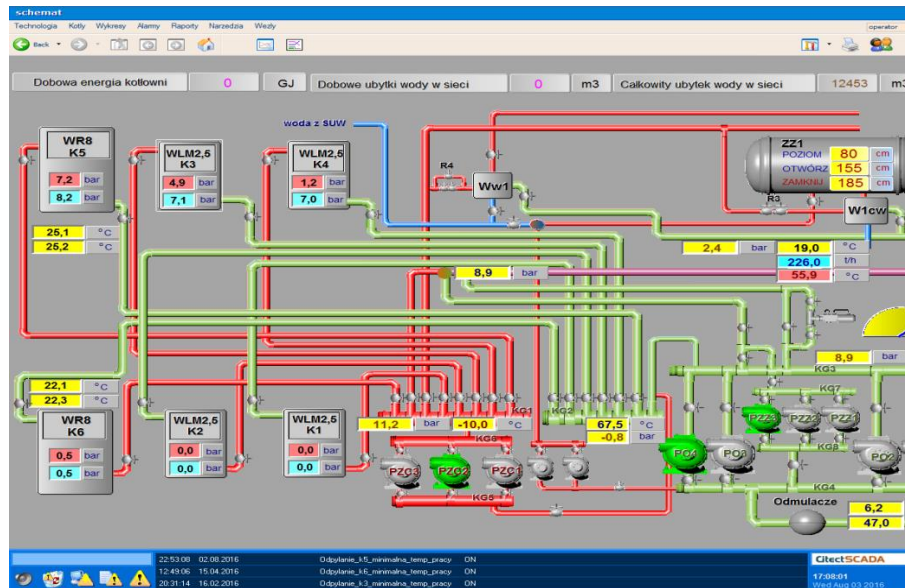 schemat
Technologia Kotly Wykresy Alarmy Raporty Narzedzia Wezly operator
Back
Dobowa energia kotłowni 0 GJ Dobowe ubytki wody w sieci 0 m3 Całkowity ubytek wody w sieci 12453 m3
woda z SUW
WR8
K5
7,2 bar
8,2 bar
25,1 °C
25,2 °C
WLM2,5
K3
4,9 bar
7,1 bar
WLM2,5
K4
1,2 bar
7,0 bar
R4
Ww1
ZZ1
POZIOM 80 cm
OTWÓRZ 155 cm
ZAMKNIJ 185 cm
R3
W1cw
2,4 bar 19,0 °C
226,0 t/h
55,9 °C
8,9 bar
8,9 bar
KG3
22,1 °C
22,3 °C
WR8
K6
0,5 bar
0,5 bar
WLM2,5
K2
0,0 bar
0,0 bar
WLM2,5
K1
0,0 bar
0,0 bar
KG1
11,2 bar -10,0 °C
KG6
PZC3 PZC2 PZC1
KG5
KG2
67,5 °C
-0,8 bar
KG7
PZZ3 PZZ2 PZZ1
KG8
PO4 PO3 PO2
KG4
Odmulacze 6,2
47,0
22:53:08 02.08.2016 Odpylanie_k5_minimalna_temp_pracy ON
12:49:06 15.04.2016 Odpylanie_k6_minimalna_temp_pracy ON
20:31:14 16.02.2016 Odpylanie_k3_minimalna_temp_pracy ON
CitectSCADA
17:08:01
Wed Aug 03 2016